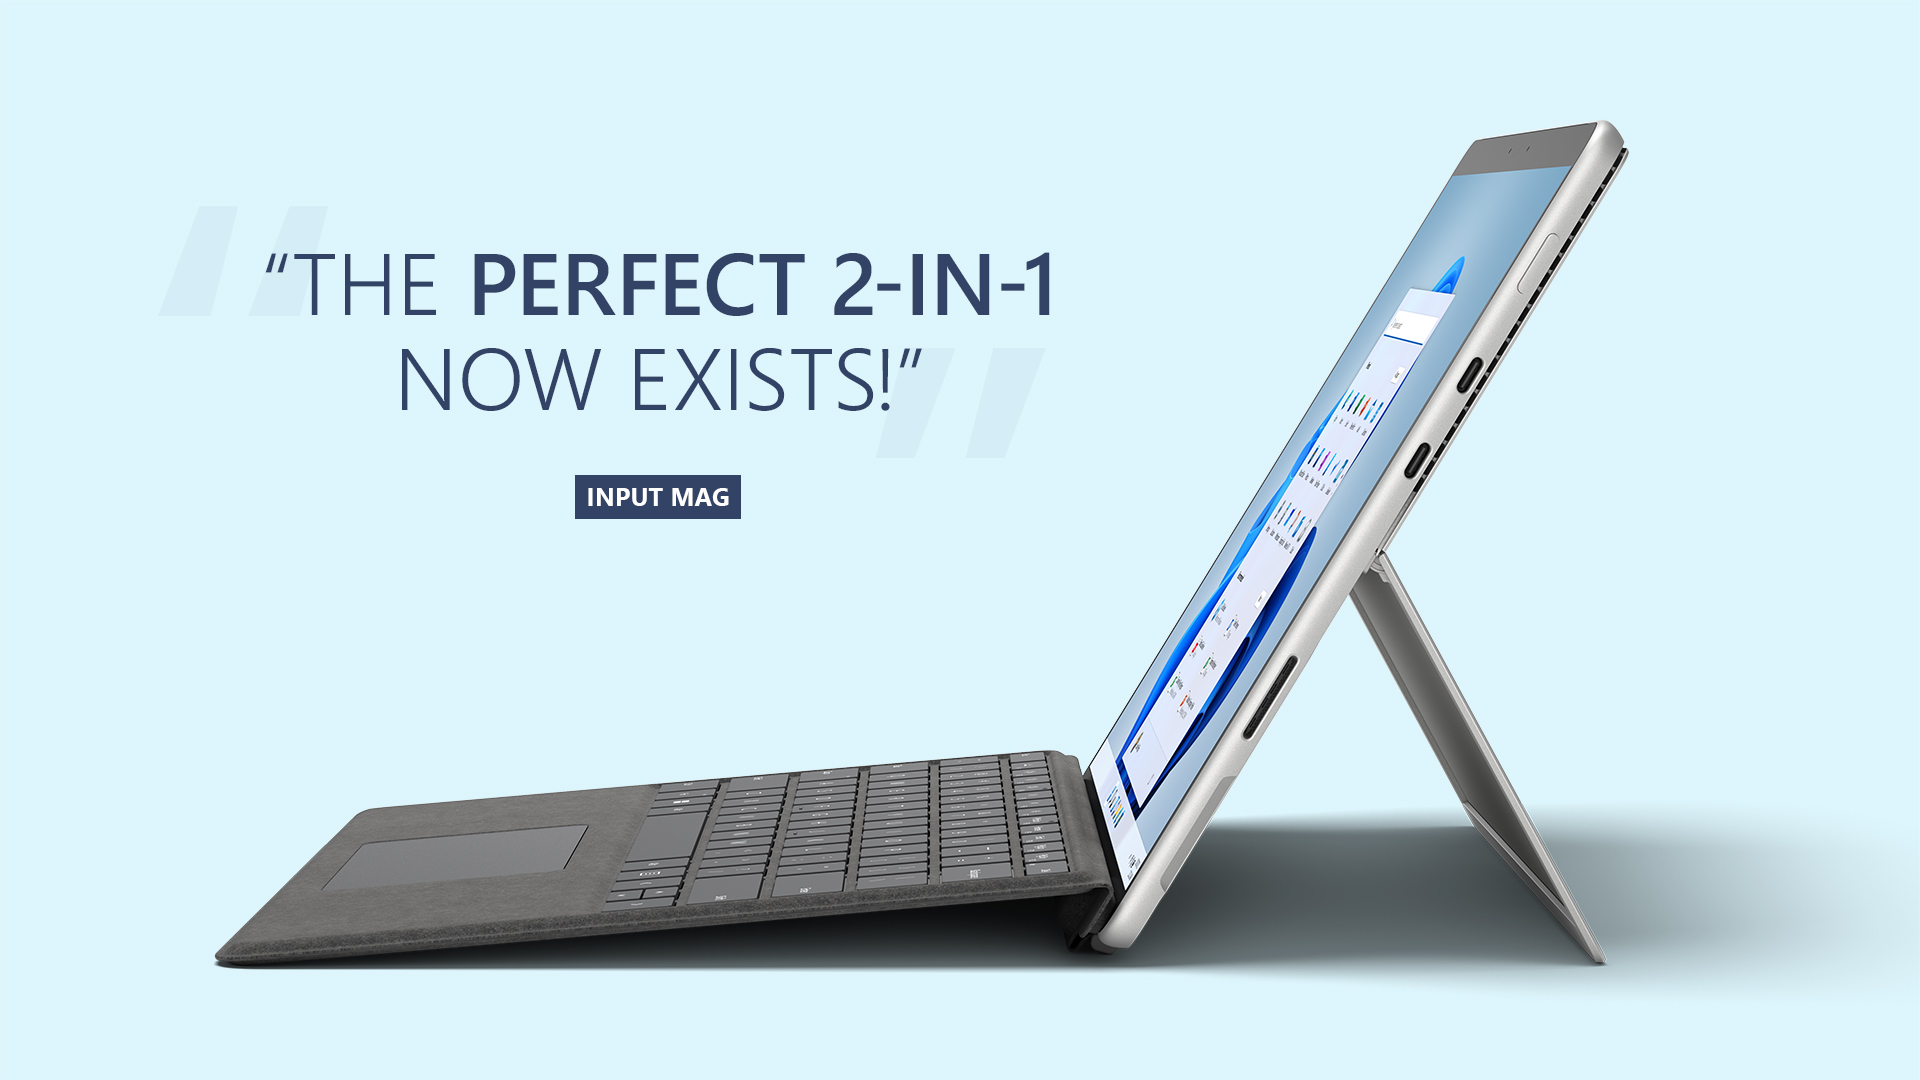 “THE PERFECT 2-IN-1
NOW EXISTS!”
INPUT MAG